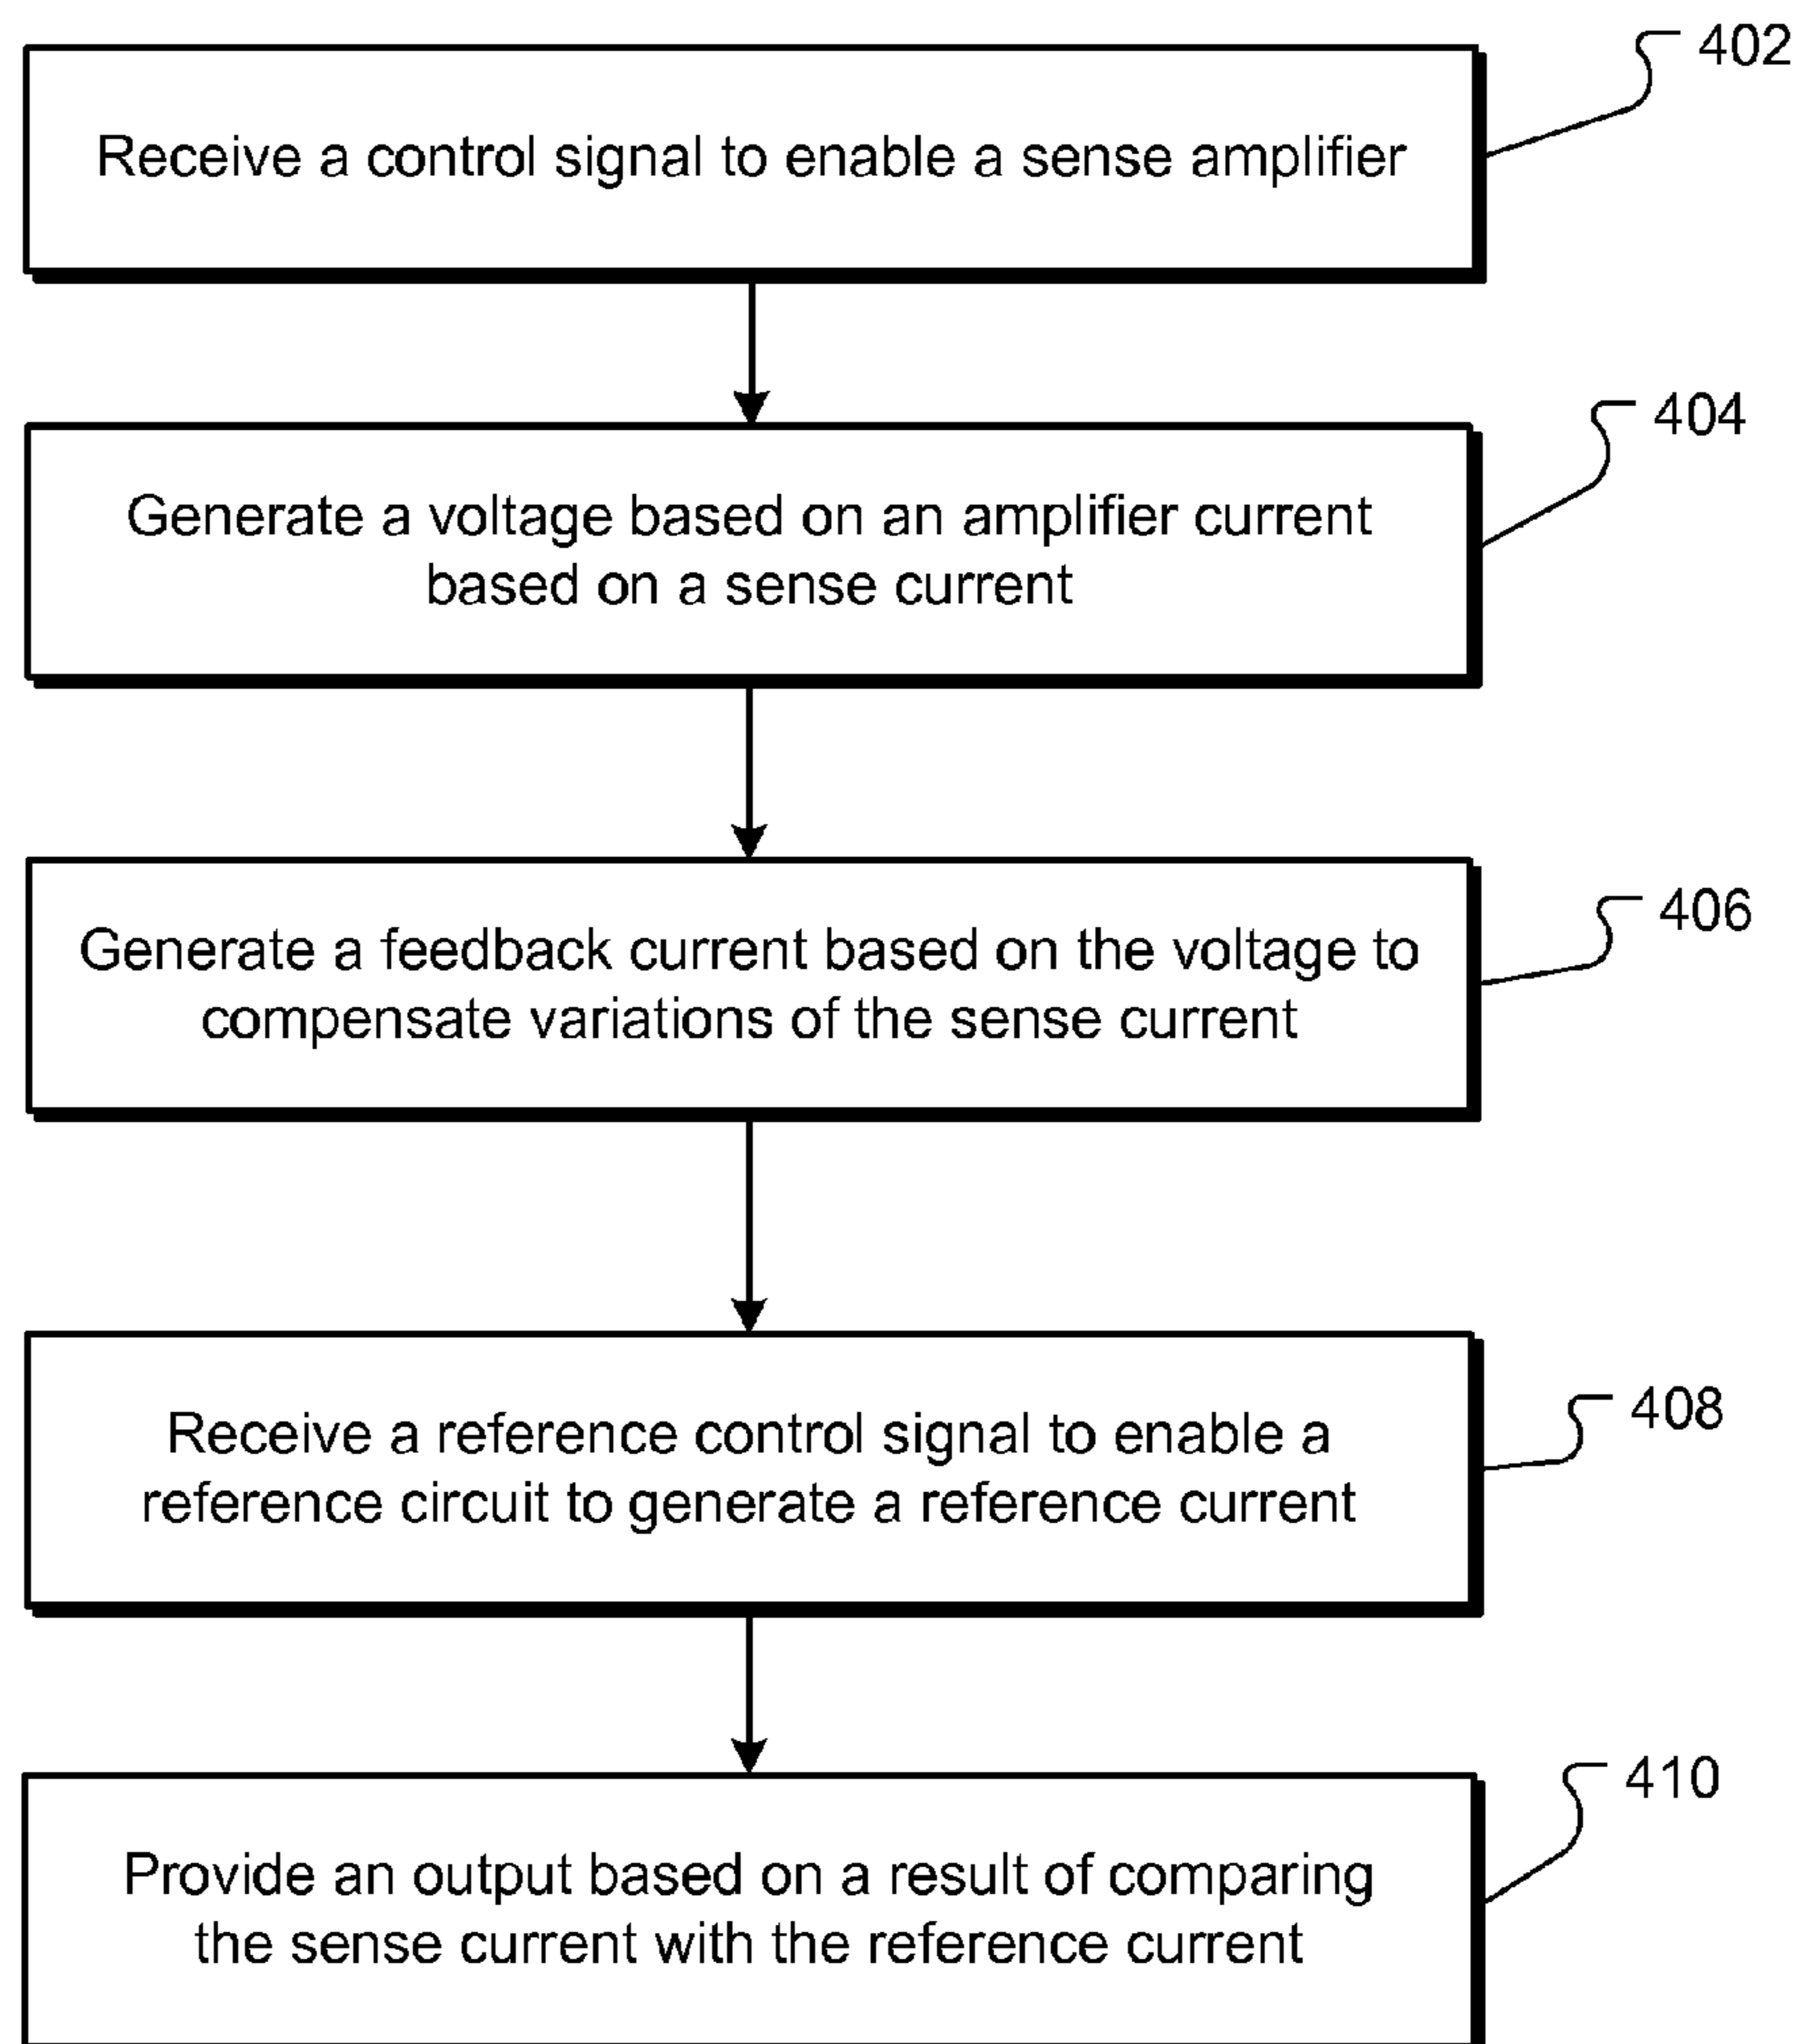 402
Receive a control signal to enable a sense amplifier
404
Generate a voltage based on an amplifier current
based on a sense current
406
Generate a feedback current based on the voltage to
compensate variations of the sense current
408
Receive a reference control signal to enable a
reference circuit to generate a reference current
410
Provide an output based on a result of comparing
the sense current with the reference current